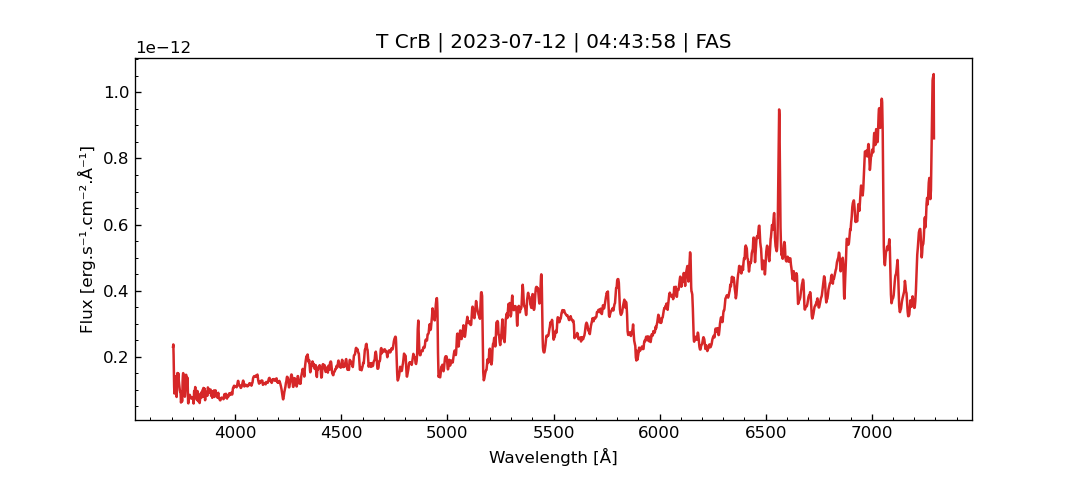 T CrB | 2023-07-12 | 04:43:58 | FAS
1e−12
1.0
0.8
0.6
0.4
0.2
Flux [erg.s⁻¹.cm⁻².Å⁻¹]
4000 4500 5000 5500 6000 6500 7000
Wavelength [Å]